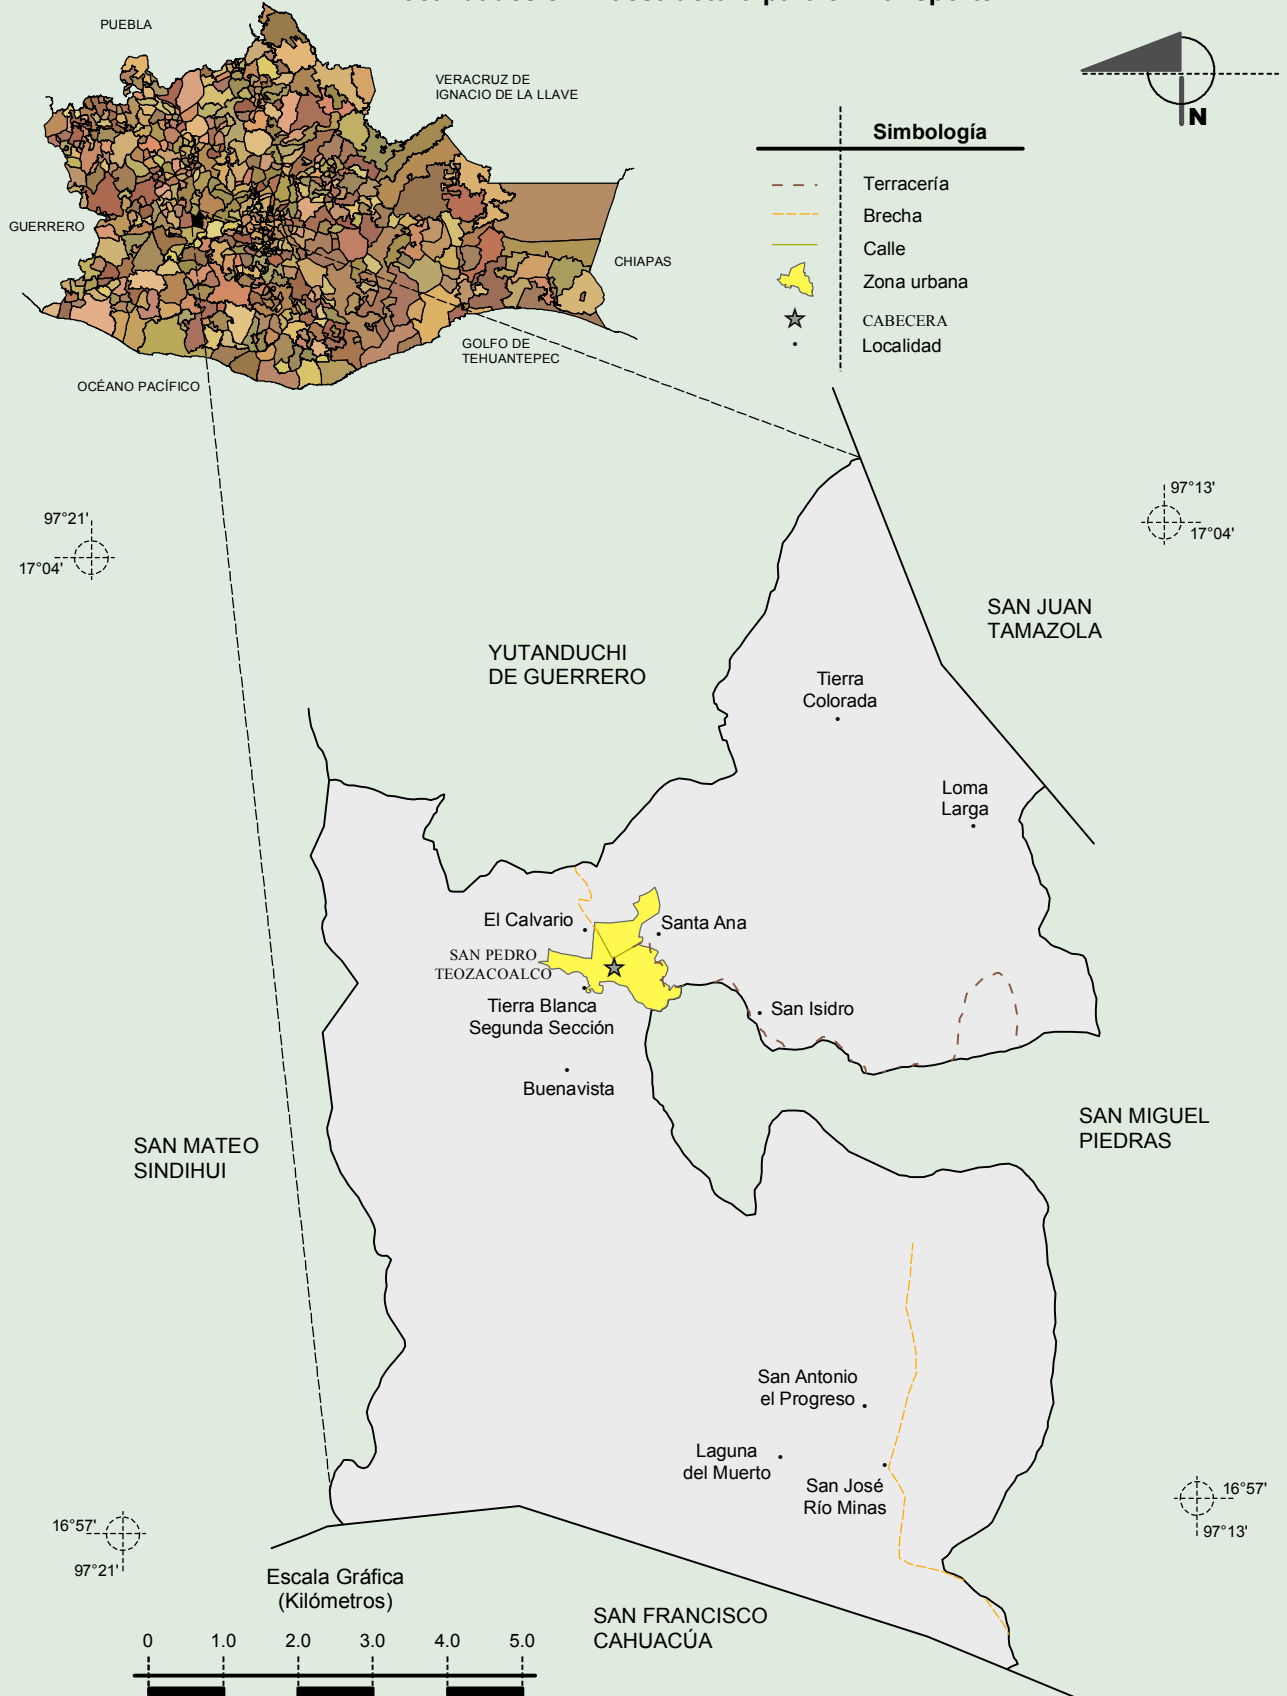 PUEBLA
VERACRUZ DE
IGNACIO DE LA LLAVE
GUERRERO
CHIAPAS
GOLFO DE
TEHUANTEPEC
OCÉANO PACÍFICO
N
Simbología
Terracería
Brecha
Calle
Zona urbana
CABECERA
Localidad
97°21'
17°04'
97°13'
17°04'
SAN JUAN
TAMAZOLA
YUTANDUCHI
DE GUERRERO
Tierra
Colorada
Loma
Larga
El Calvario
Santa Ana
SAN PEDRO
TEOZACOALCO
Tierra Blanca
Segunda Sección
San Isidro
Buenavista
SAN MIGUEL
PIEDRAS
SAN MATEO
SINDIHUI
San Antonio
el Progreso
Laguna
del Muerto
San José
Río Minas
16°57'
97°21'
16°57'
97°13'
Escala Gráfica
(Kilómetros)
SAN FRANCISCO
CAHUACÚA
0 1.0 2.0 3.0 4.0 5.0